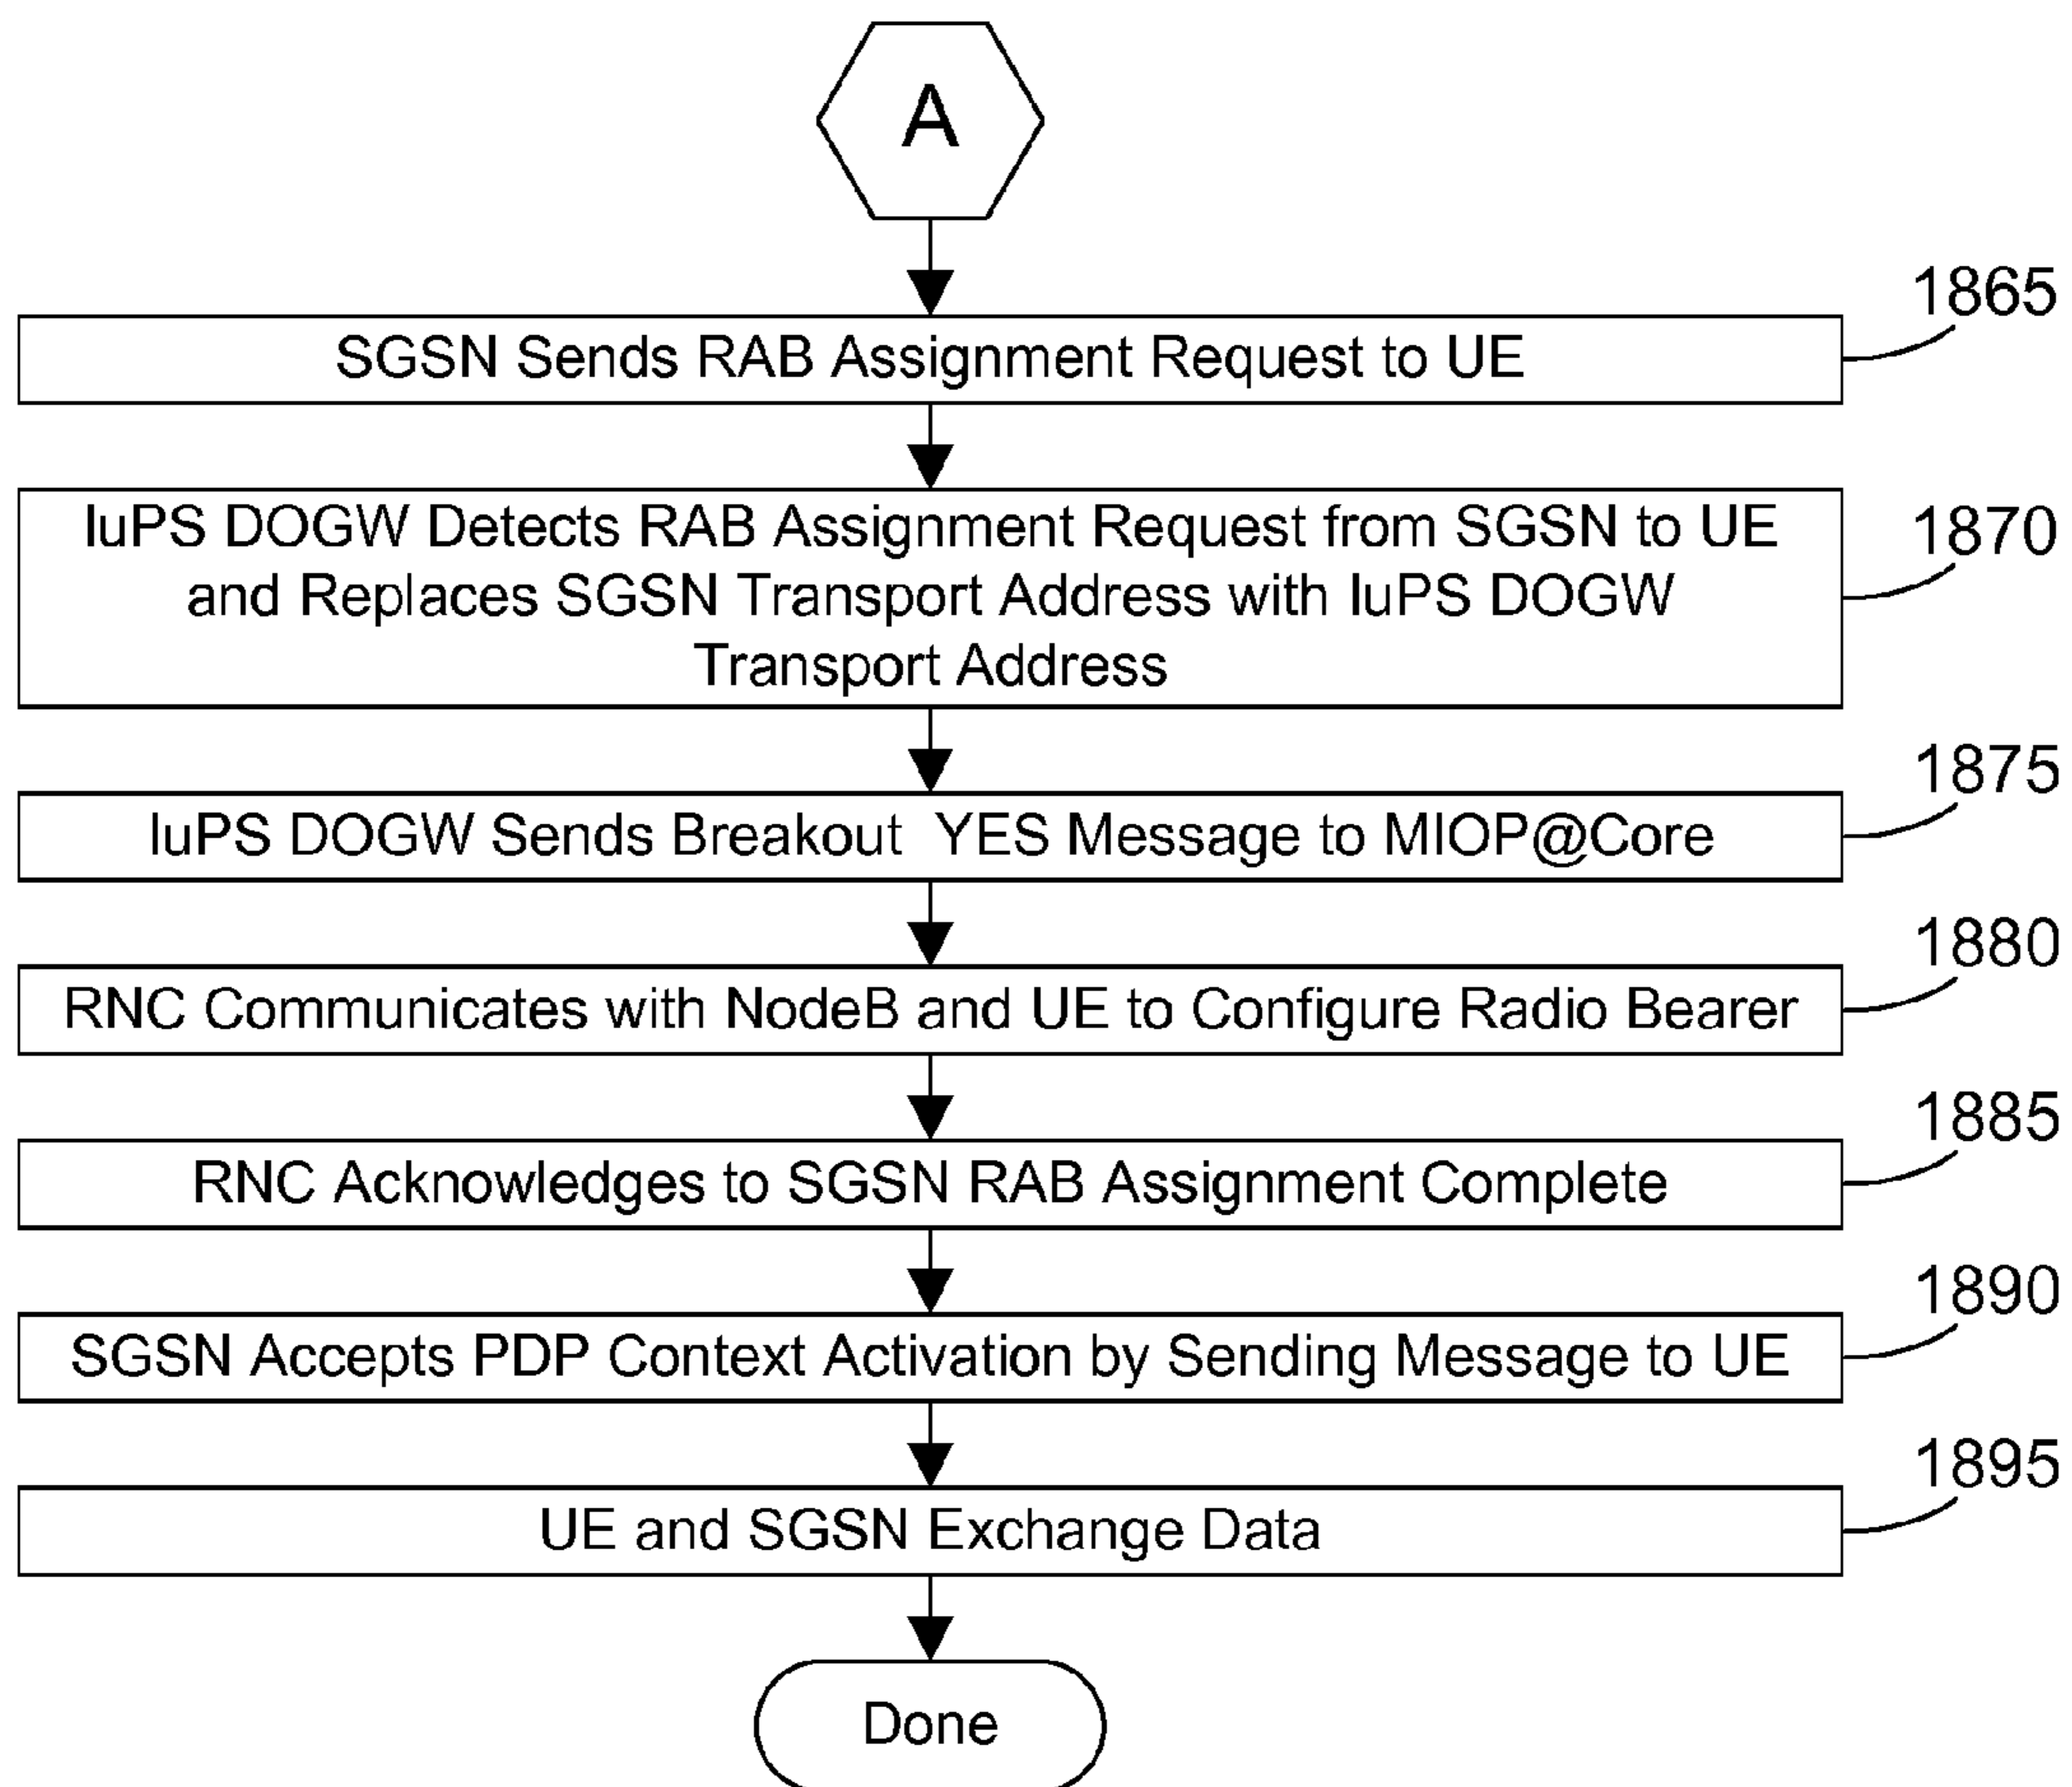 A
1865
SGSN Sends RAB Assignment Request to UE
1870
IuPS DOGW Detects RAB Assignment Request from SGSN to UE
and Replaces SGSN Transport Address with IuPS DOGW
Transport Address
1875
IuPS DOGW Sends Breakout YES Message to MIOP@Core
1880
RNC Communicates with NodeB and UE to Configure Radio Bearer
1885
RNC Acknowledges to SGSN RAB Assignment Complete
1890
SGSN Accepts PDP Context Activation by Sending Message to UE
1895
UE and SGSN Exchange Data
Done